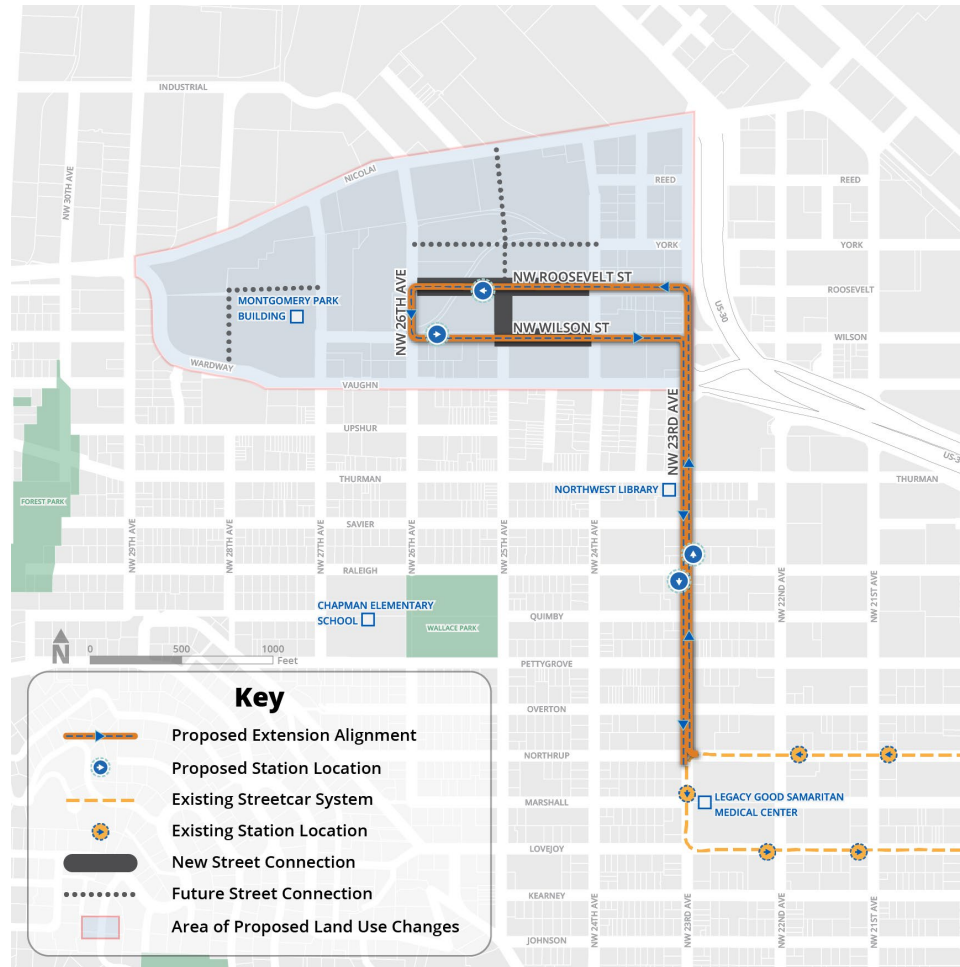 INDUSTRIAL
NW 30TH AVE
NICOLAI
REED
REED
YORK
YORK
NW ROOSEVELT ST
ROOSEVELT
US-30
MONTGOMERY PARK
BUILDING
NW 26TH AVE
NW WILSON ST
WILSON
WARDWAY
VAUGHN
NW 23RD AVE
UPSHUR
US-3
THURMAN
THURMAN
NORTHWEST LIBRARY
FOREST PARK
SAVIER
NW 29TH AVE
NW 28TH AVE
NW 27TH AVE
NW 26TH AVE
NW 25TH AVE
NW 24TH AVE
RALEIGH
NW 22ND AVE
NW 21ST AVE
CHAPMAN ELEMENTARY
SCHOOL
WALLACE PARK
QUIMBY
N
0 500 1000
Feet
PETTYGROVE
Key
Proposed Extension Alignment
Proposed Station Location
Existing Streetcar System
Existing Station Location
New Street Connection
Future Street Connection
Area of Proposed Land Use Changes
OVERTON
NORTHRUP
MARSHALL
LEGACY GOOD SAMARITAN
MEDICAL CENTER
LOVEJOY
KEARNEY
NW 24TH AVE
NW 23RD AVE
NW 22ND AVE
NW 21ST AVE
JOHNSON